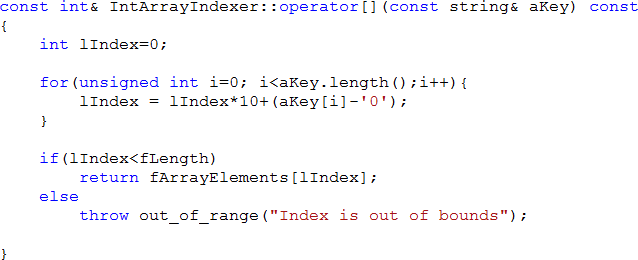 const int& IntArrayIndexer::operator[](const string& aKey) const
{
    int lIndex=0;

    for(unsigned int i=0; i<aKey.length();i++){
        lIndex = lIndex*10+(aKey[i]-'0');
    }

    if(lIndex<fLength)
        return fArrayElements[lIndex];
    else
        throw out_of_range("Index is out of bounds");

}